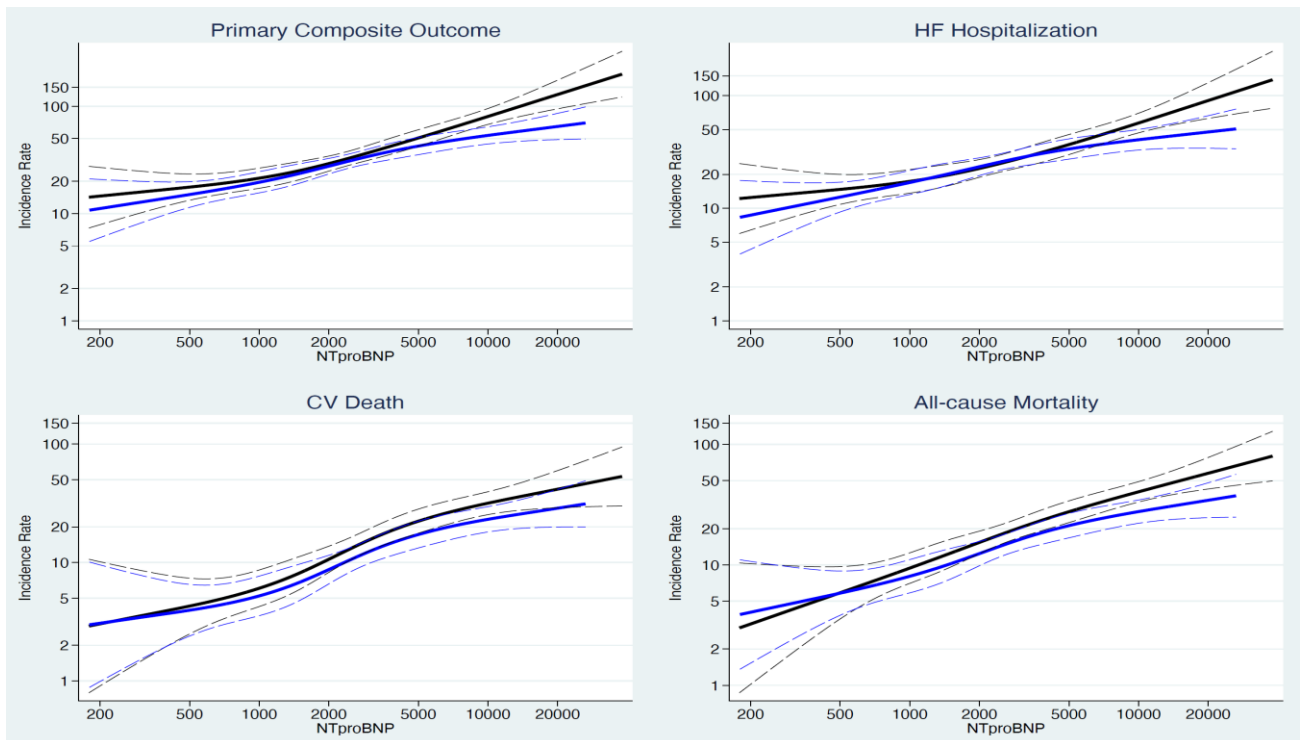 Primary Composite Outcome
Incidence Rate
150
100
50
20
10
5
2
1
200 500 1000 2000 5000 10000 20000
NTproBNP
HF Hospitalization
Incidence Rate
150
100
50
20
10
5
2
1
200 500 1000 2000 5000 10000 20000
NTproBNP
CV Death
Incidence Rate
150
100
50
20
10
5
2
1
200 500 1000 2000 5000 10000 20000
NTproBNP
All-cause Mortality
Incidence Rate
150
100
50
20
10
5
2
1
200 500 1000 2000 5000 10000 20000
NTproBNP